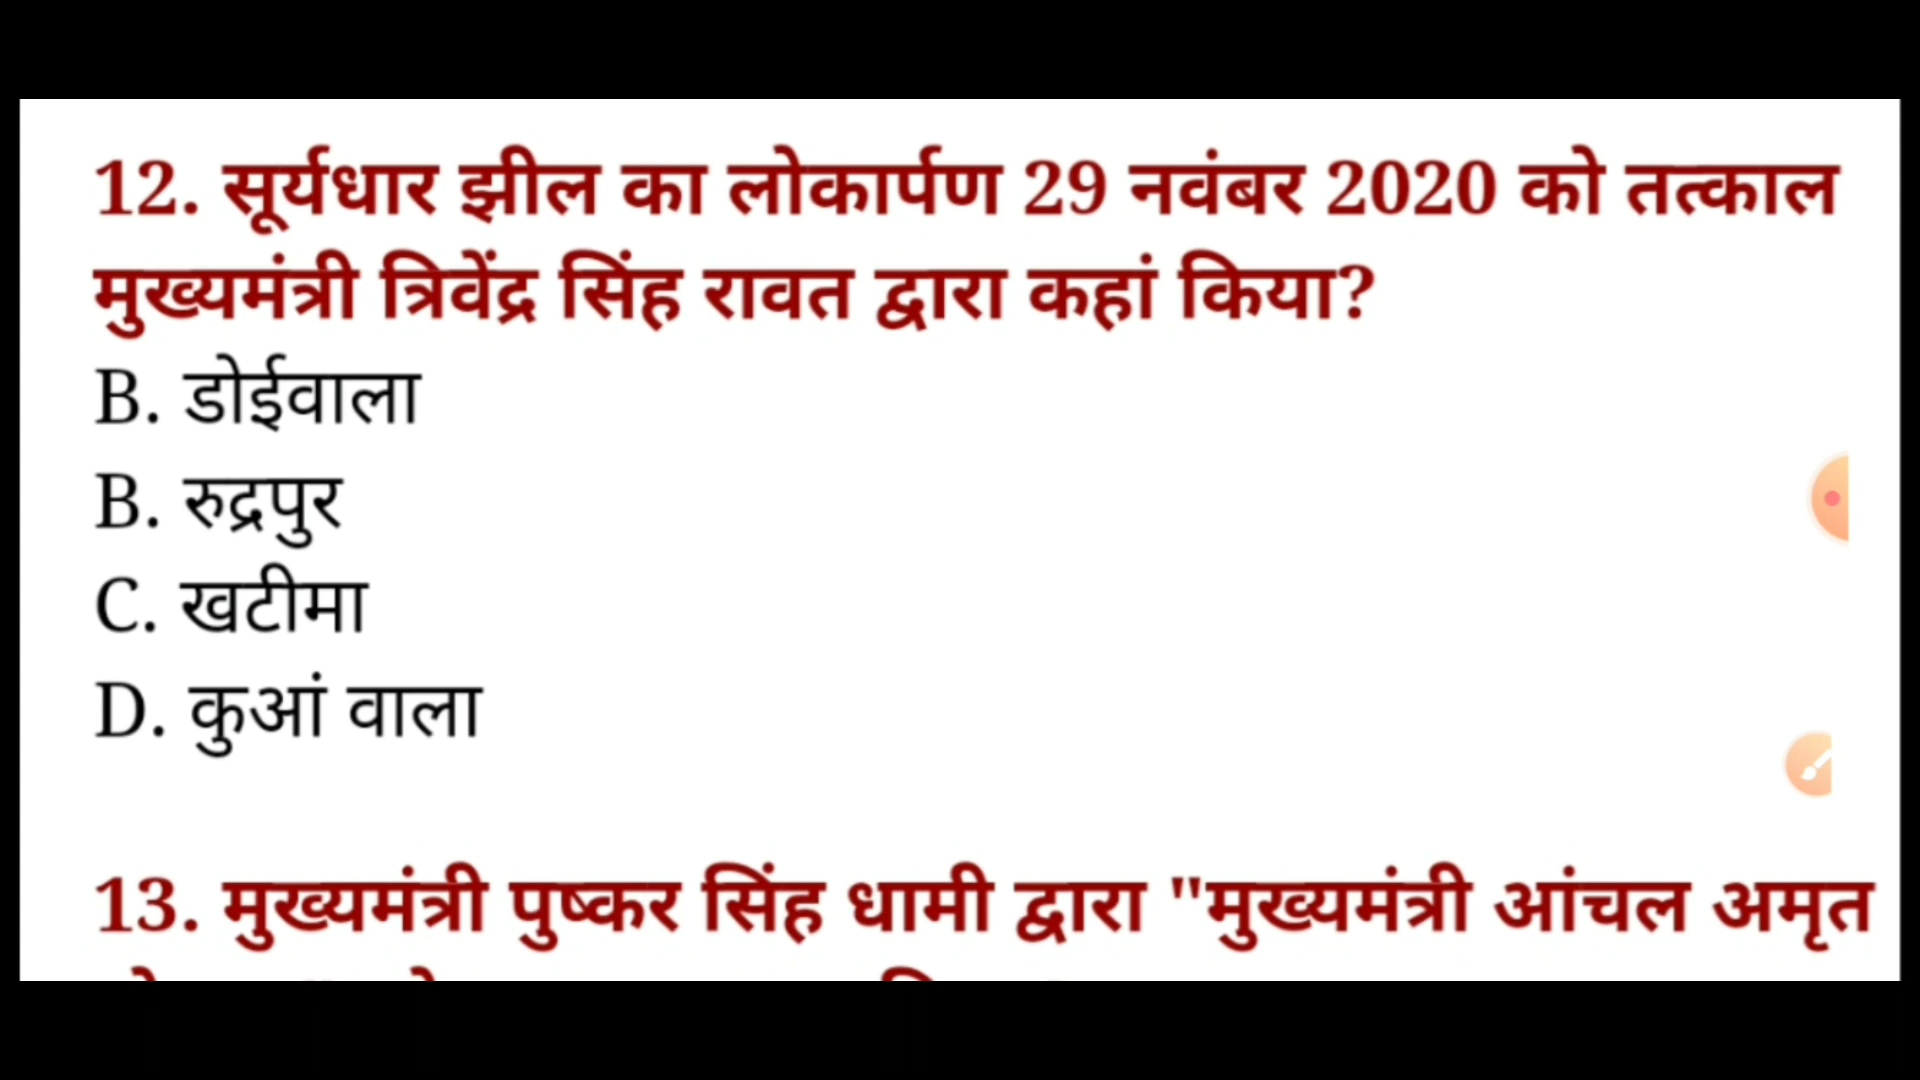 12. सूर्यधार झील का लोकार्पण 29 नवंबर 2020 को तत्काल
मुख्यमंत्री त्रिवेंद्र सिंह रावत द्वारा कहां किया?
B. डोईवाला
B. रुद्रपुर
C. खटीमा
D. कुआं वाला
13. मुख्यमंत्री पुष्कर सिंह धामी द्वारा "मुख्यमंत्री आंचल अमृत